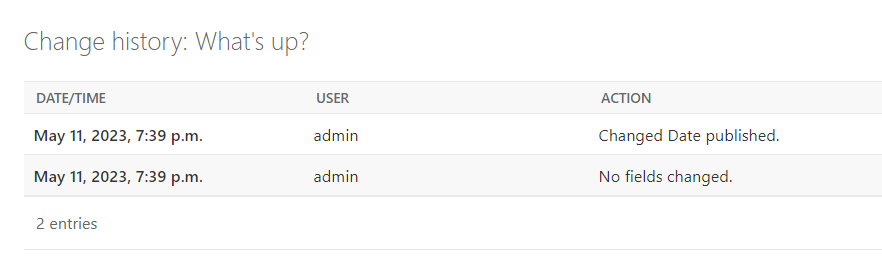 Change history: What's up?
DATE/TIME USER ACTION
May 11, 2023, 7:39 p.m. admin Changed Date published.
May 11, 2023, 7:39 p.m. admin No fields changed.
2 entries